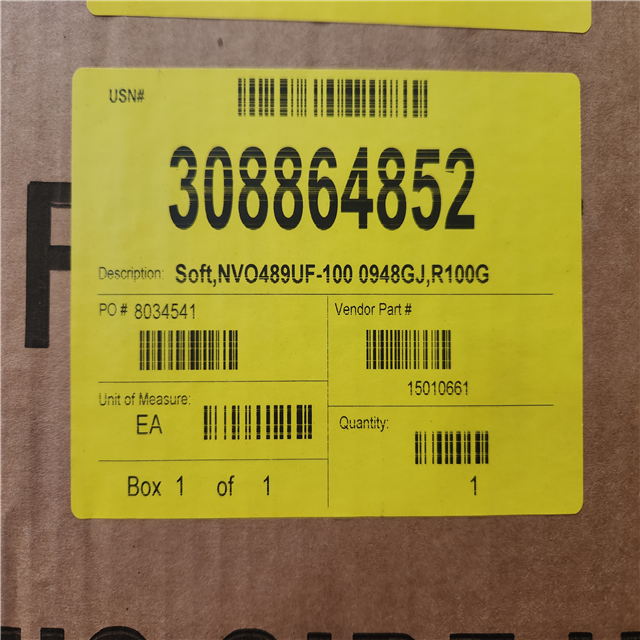 USN#
308864852
Description: Soft,NVO489UF-100 0948GJ,R100G
PO # 8034541
Vendor Part #
15010661
Unit of Measure:
EA
Quantity:
1
Box 1 of 1